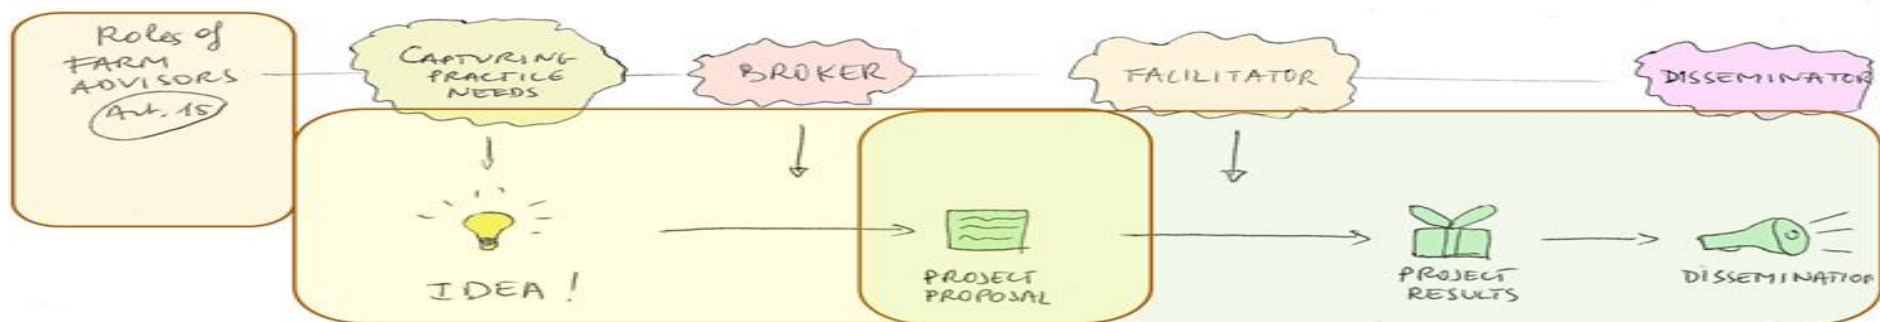 Roles of
FARM
ADVISORS
Art. 15
CAPTURING
PRACTICE
NEEDS
BROKER
FACILITATOR
DISSEMINATOR
IDEA !
PROJECT
PROPOSAL
PROJECT
RESULTS
DISSEMINATION